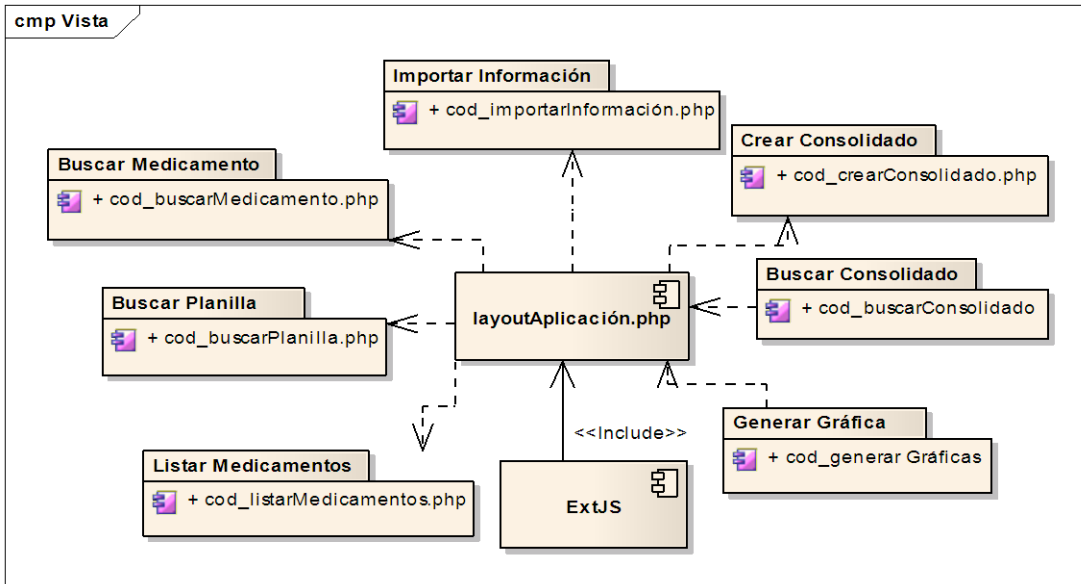 cmp Vista
Importar Información
+ cod_importarInformación.php
Crear Consolidado
+ cod_crearConsolidado.php
Buscar Medicamento
+ cod_buscarMedicamento.php
Buscar Consolidado
+ cod_buscarConsolidado
Buscar Planilla
+ cod_buscarPlanilla.php
layoutAplicación.php
<<Include>>
Generar Gráfica
+ cod_generar Gráficas
Listar Medicamentos
+ cod_listarMedicamentos.php
ExtJS